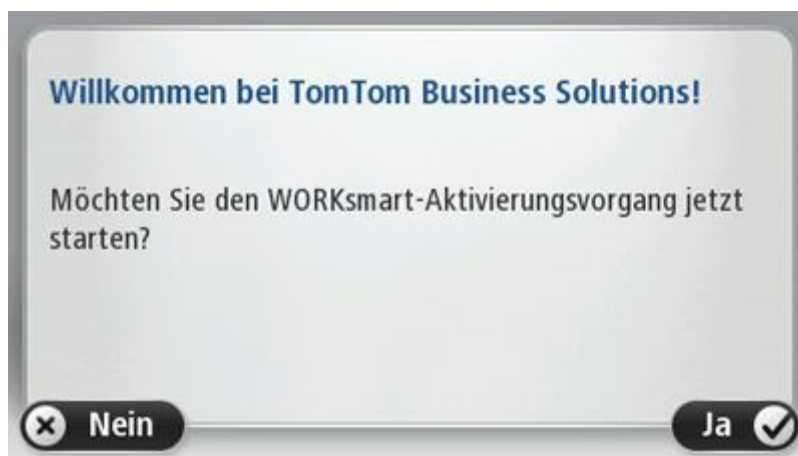 Willkommen bei TomTom Business Solutions!
Möchten Sie den WORKsmart-Aktivierungsvorgang jetzt
starten?
Nein
Ja